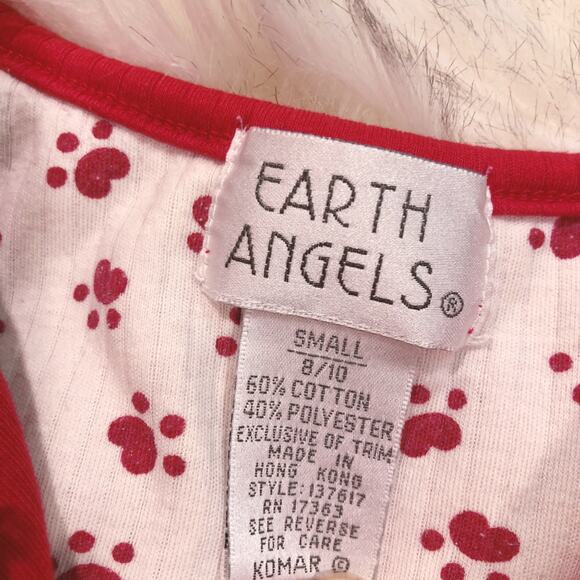 EARTH
ANGELS®
SMALL
8/10
60% COTTON
40% POLYESTER
EXCLUSIVE OF TRIM
MADE IN
HONG KONG
STYLE: 137617
RN 17363
SEE REVERSE
FOR CARE
KOMAR ©